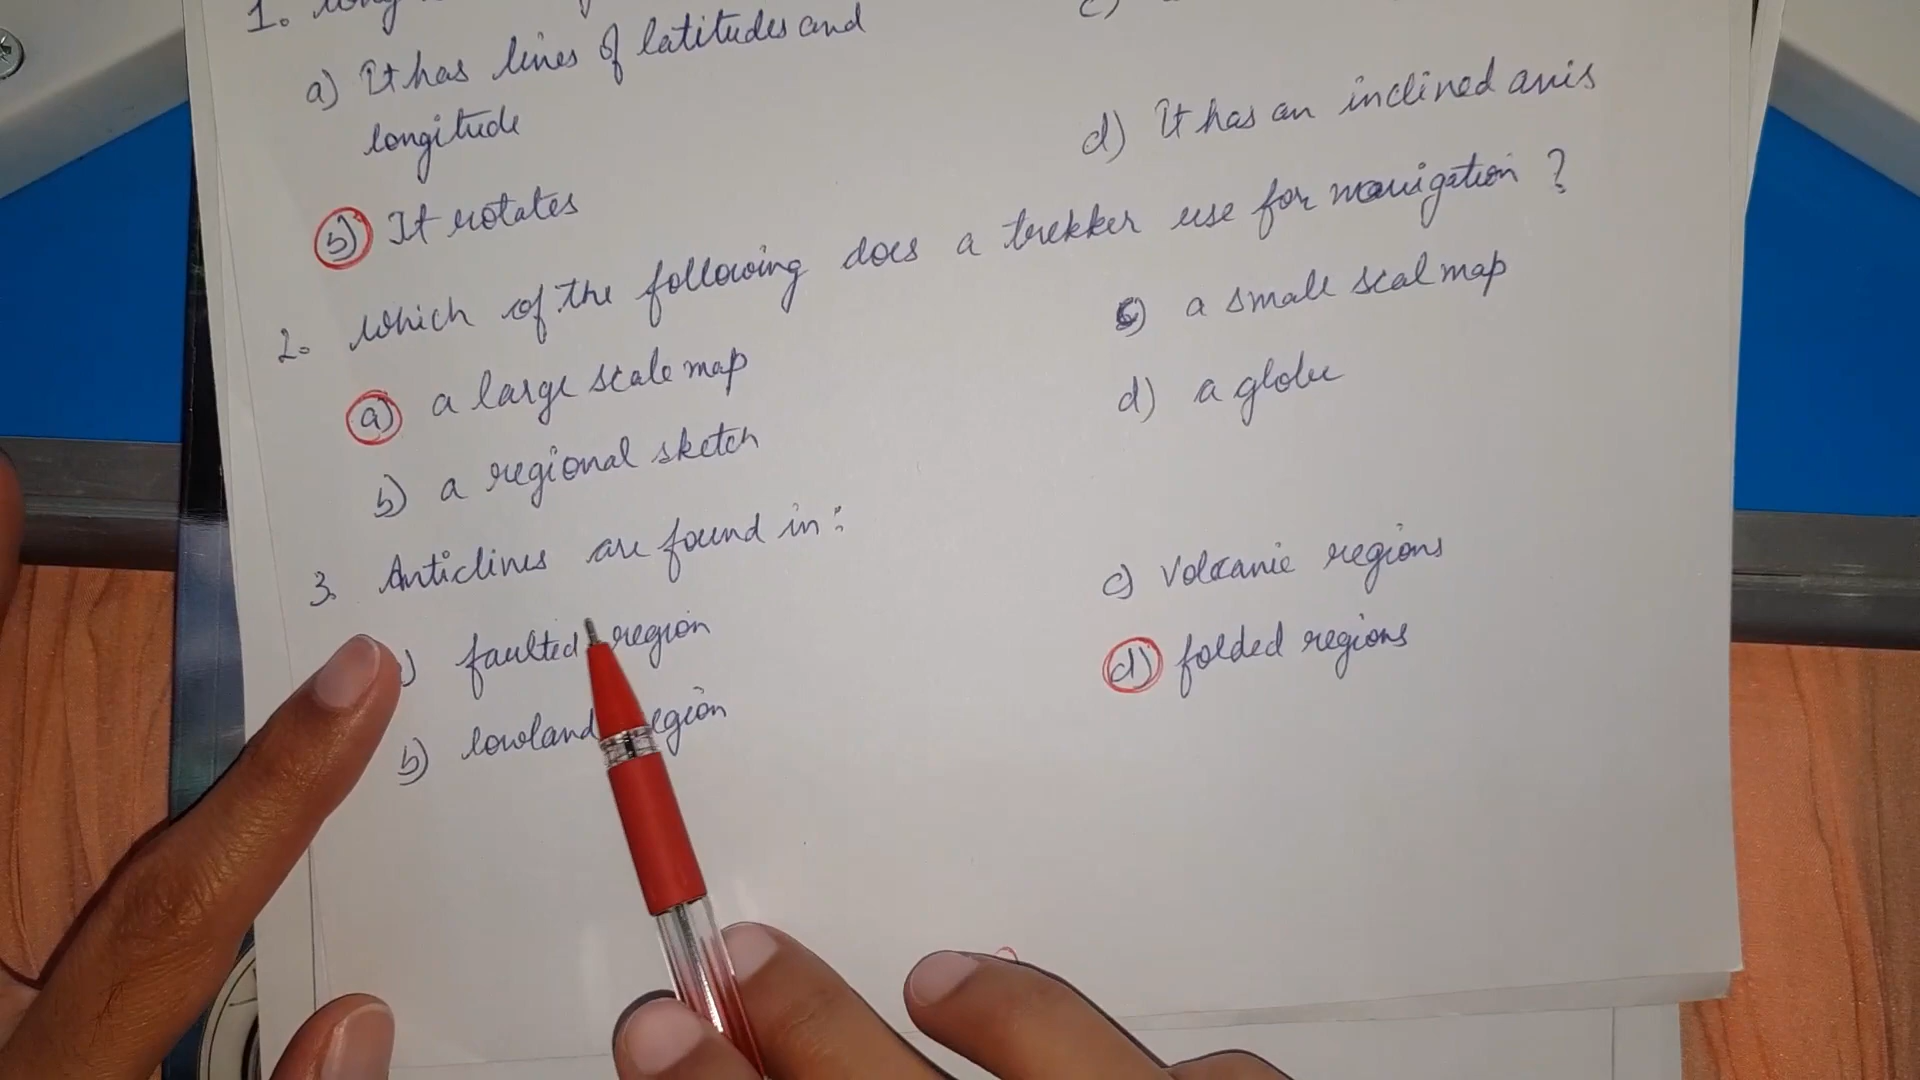 1.
a) It has lines of latitudes and
longitude
b) It rotates
c)
d) It has an inclined axis
2. Which of the following does a trekker use for navigation ?
a) a large scale map
b) a regional sketch
c) a small scal map
d) a globe
3. Anticlines are found in :
) faulted region
b) lowland region
c) Volcanic regions
d) folded regions